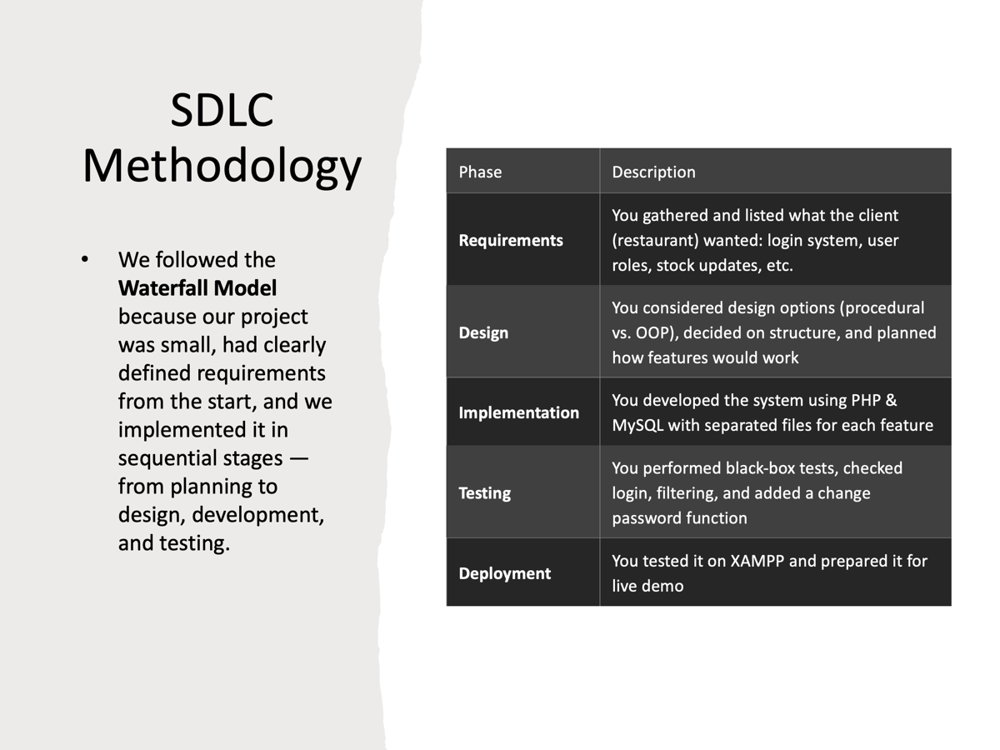 SDLC
Methodology
• We followed the
Waterfall Model
because our project
was small, had clearly
defined requirements
from the start, and we
implemented it in
sequential stages —
from planning to
design, development,
and testing.
Phase
Description
Requirements
You gathered and listed what the client
(restaurant) wanted: login system, user
roles, stock updates, etc.
Design
You considered design options (procedural
vs. OOP), decided on structure, and planned
how features would work
Implementation
You developed the system using PHP &
MySQL with separated files for each feature
Testing
You performed black-box tests, checked
login, filtering, and added a change
password function
Deployment
You tested it on XAMPP and prepared it for
live demo